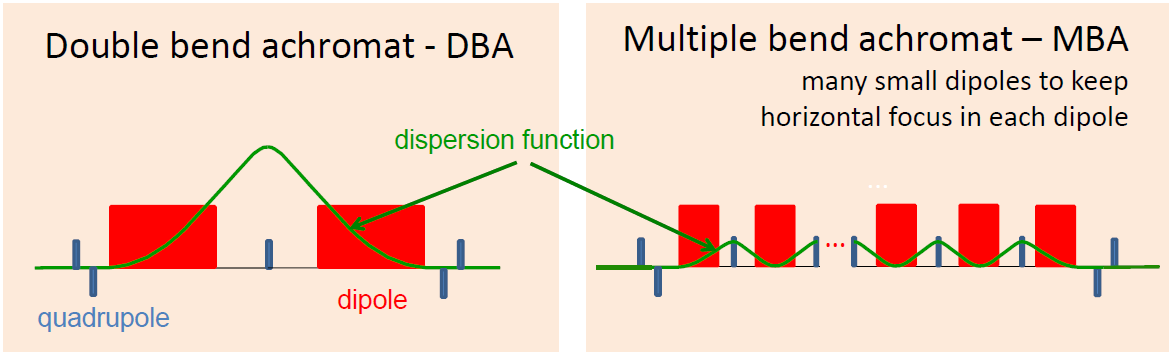 Double bend achromat - DBA
Multiple bend achromat – MBA
many small dipoles to keep
horizontal focus in each dipole
dispersion function
...
...
dipole
quadrupole